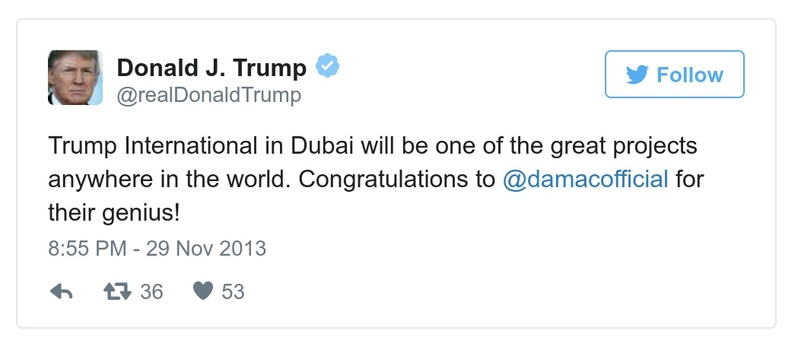 Donald J. Trump
@realDonaldTrump
Follow
Trump International in Dubai will be one of the great projects
anywhere in the world. Congratulations to @damacofficial for
their genius!
8:55 PM - 29 Nov 2013
36 53